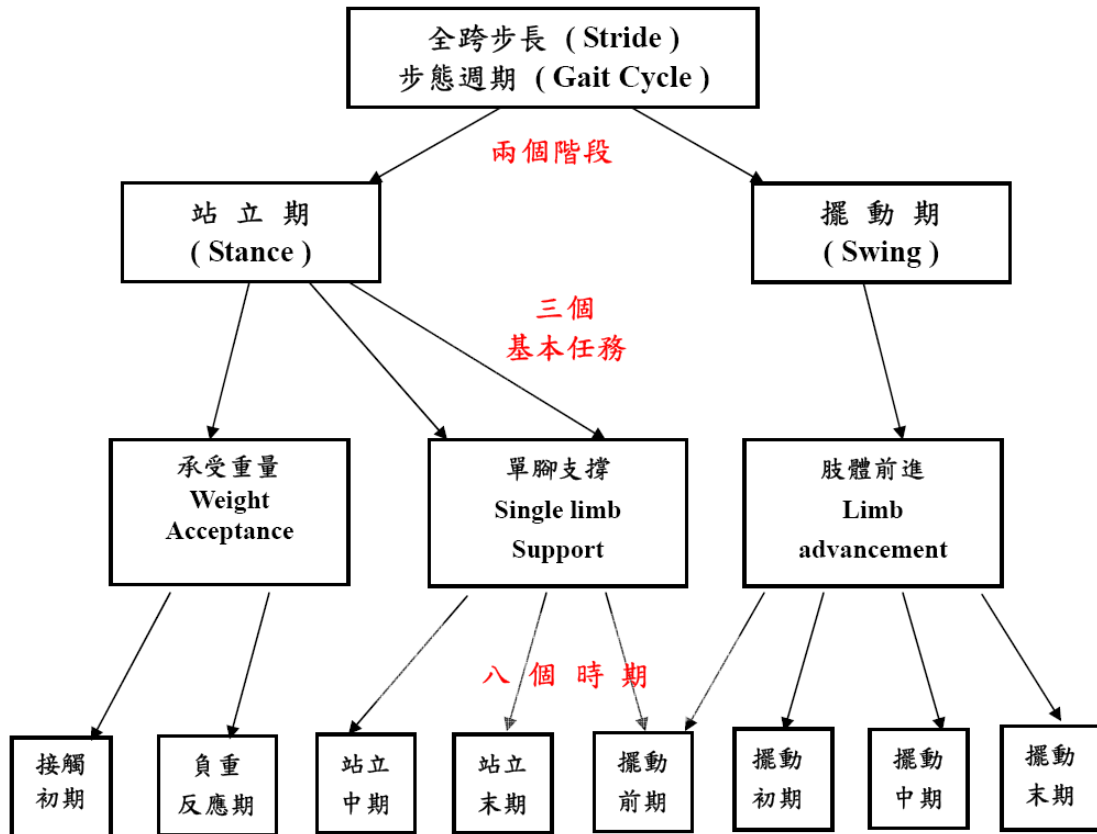 全跨步長 ( Stride )
步態週期 ( Gait Cycle )
兩個階段
站 立 期
( Stance )
擺 動 期
( Swing )
三個
基本任務
承受重量
Weight
Acceptance
單腳支撐
Single limb
Support
肢體前進
Limb
advancement
八 個 時 期
接觸
初期
負重
反應期
站立
中期
站立
末期
擺動
前期
擺動
初期
擺動
中期
擺動
末期